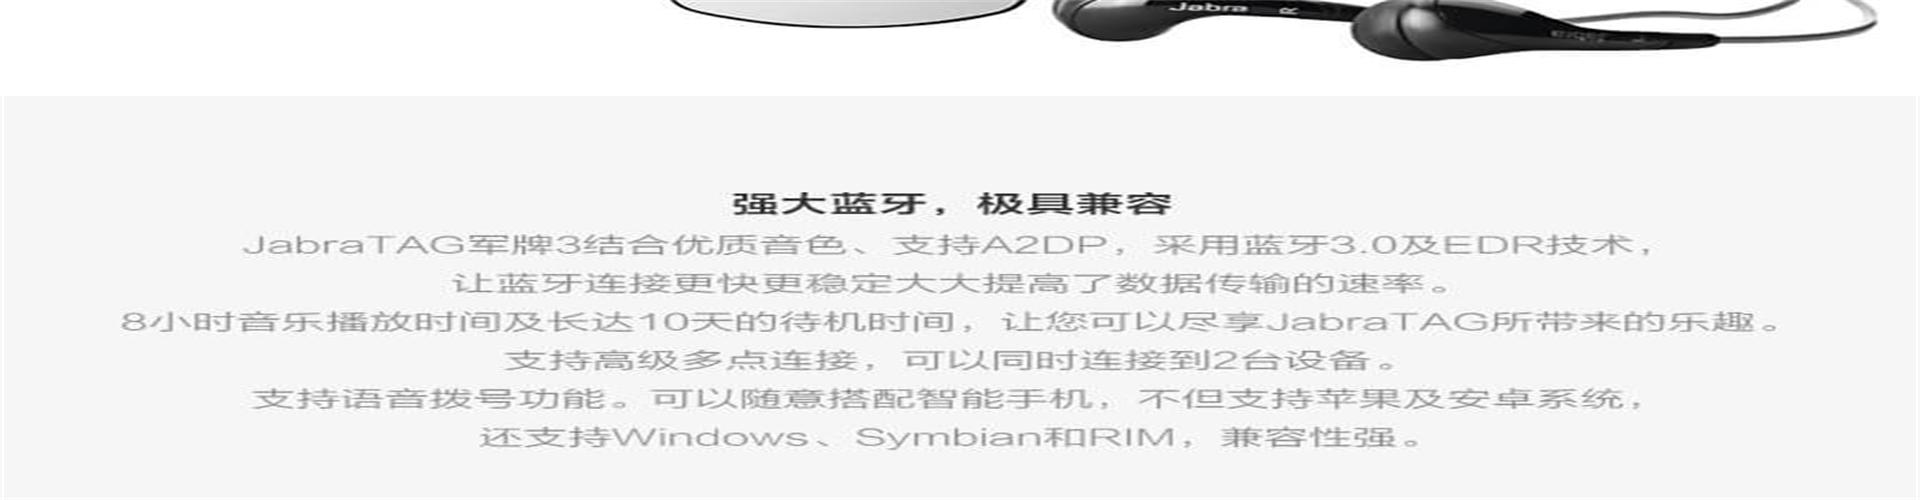 Jabra R
强大蓝牙，极具兼容
JabraTAG军牌3结合优质音色、支持A2DP，采用蓝牙3.0及EDR技术，
让蓝牙连接更快更稳定大大提高了数据传输的速率。
8小时音乐播放时间及长达10天的待机时间，让您可以尽享JabraTAG所带来的乐趣。
支持高级多点连接，可以同时连接到2台设备。
支持语音拨号功能。可以随意搭配智能手机，不但支持苹果及安卓系统，
还支持Windows、Symbian和RIM，兼容性强。